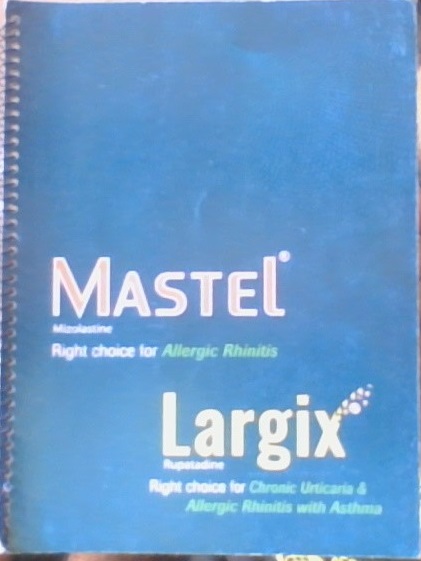 MASTEL®
Mizolastine
Right choice for Allergic Rhinitis
Largix
Rupatadine
Right choice for Chronic Urticaria &
Allergic Rhinitis with Asthma